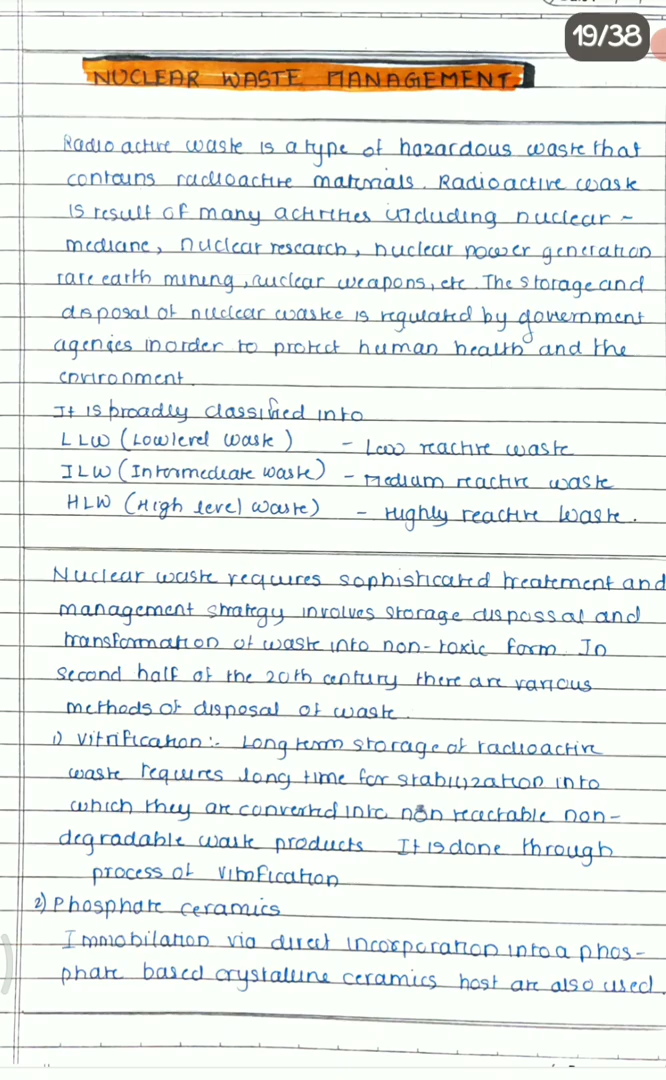 19/38
NUCLEAR WASTE MANAGEMENT
Radioactive waste is a type of hazardous waste that
contains radioactive materials. Radioactive waste
is result of many activities including nuclear -
medicine, nuclear research, nuclear power generation
rare earth mining, nuclear weapons, etc. The storage and
disposal of nuclear waste is regulated by government
agencies inorder to protect human health and the
environment.
It is broadly classified into
LLW (Low level waste) - Low reactive waste
ILW (Intermediate waste) - Medium reactive waste
HLW (High level waste) - Highly reactive waste.
Nuclear waste requires sophisticated treatement and
management strategy involves storage dispossal and
transformation of waste into non-toxic form. In
second half of the 20th century there are various
methods of disposal of waste.
1) Vitrification:- Long term storage of radioactive
waste requires long time for stabilization into
which they are converted into non reactable non-
degradable waste products It is done through
process of Vitrification
2) Phosphate ceramics
Immobilation via direct incorporation into a phos-
phate based crystalline ceramics host are also used.